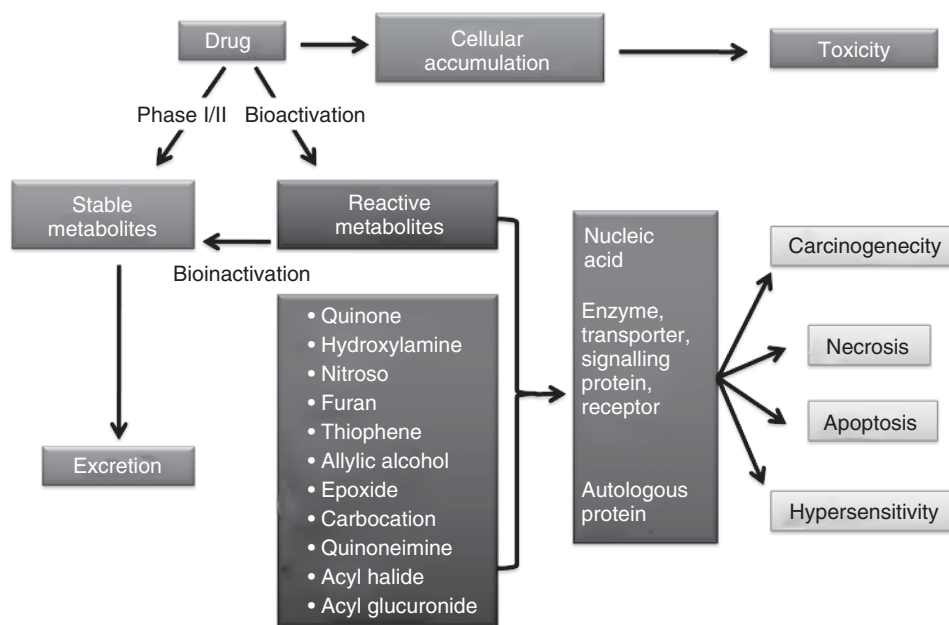 Drug
Cellular
accumulation
Toxicity
Phase I/II
Bioactivation
Stable
metabolites
Reactive
metabolites
Bioinactivation
Excretion
• Quinone
• Hydroxylamine
• Nitroso
• Furan
• Thiophene
• Allylic alcohol
• Epoxide
• Carbocation
• Quinoneimine
• Acyl halide
• Acyl glucuronide
Nucleic
acid
Enzyme,
transporter,
signalling
protein,
receptor
Autologous
protein
Carcinogenecity
Necrosis
Apoptosis
Hypersensitivity